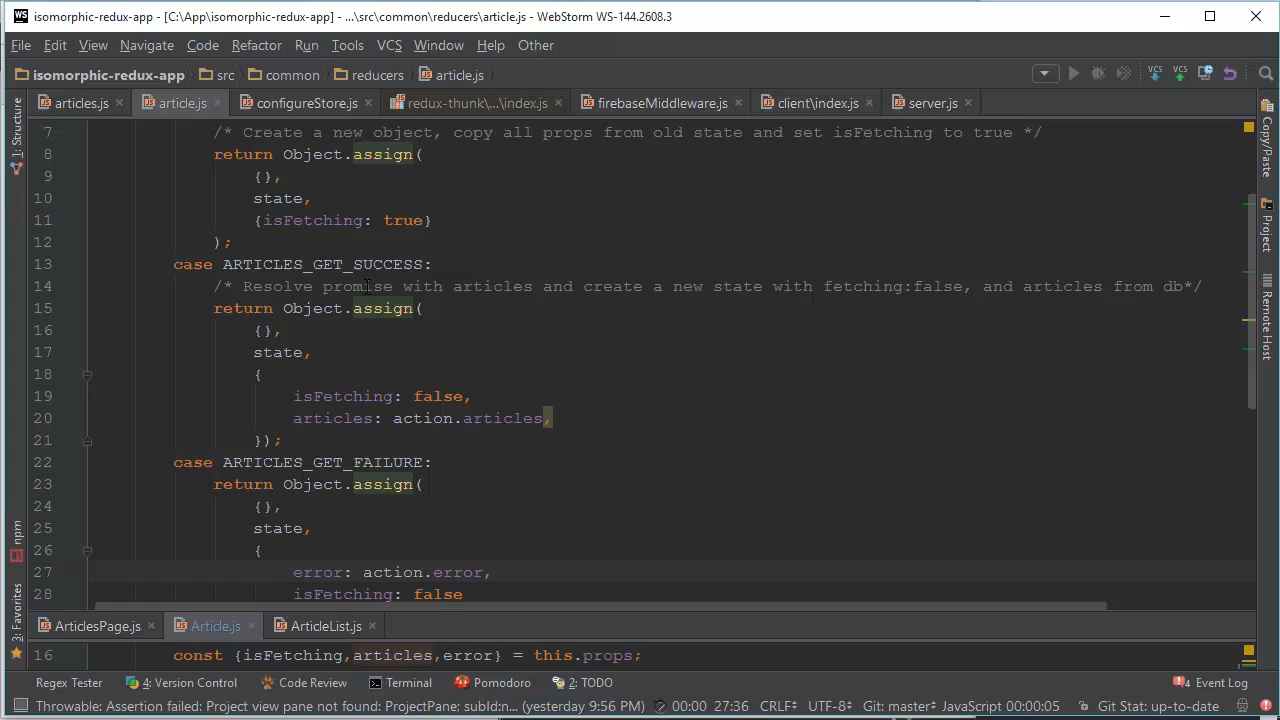 isomorphic-redux-app - [C:\App\isomorphic-redux-app] - ...\src\common\reducers\article.js - WebStorm WS-144.2608.3
File Edit View Navigate Code Refactor Run Tools VCS Window Help Other
isomorphic-redux-app src common reducers article.js
VCS VCS
articles.js article.js configureStore.js redux-thunk\...\index.js firebaseMiddleware.js client\index.js server.js
1: Structure
npm
3: Favorites
7 /* Create a new object, copy all props from old state and set isFetching to true */
8 return Object.assign(
9 {},
10 state,
11 {isFetching: true}
12 );
13 case ARTICLES_GET_SUCCESS:
14 /* Resolve promise with articles and create a new state with fetching:false, and articles from db*/
15 return Object.assign(
16 {},
17 state,
18 {
19 isFetching: false,
20 articles: action.articles,
21 });
22 case ARTICLES_GET_FAILURE:
23 return Object.assign(
24 {},
25 state,
26 {
27 error: action.error,
28 isFetching: false
Copy/Paste
Project
Remote Host
ArticlesPage.js Article.js ArticleList.js
16 const {isFetching,articles,error} = this.props;
Regex Tester 4: Version Control Code Review Terminal Pomodoro 2: TODO 4 Event Log
Throwable: Assertion failed: Project view pane not found: ProjectPane; subId:n... (yesterday 9:56 PM) 00:00 27:36 CRLF UTF-8 Git: master JavaScript 00:00:05 Git Stat: up-to-date